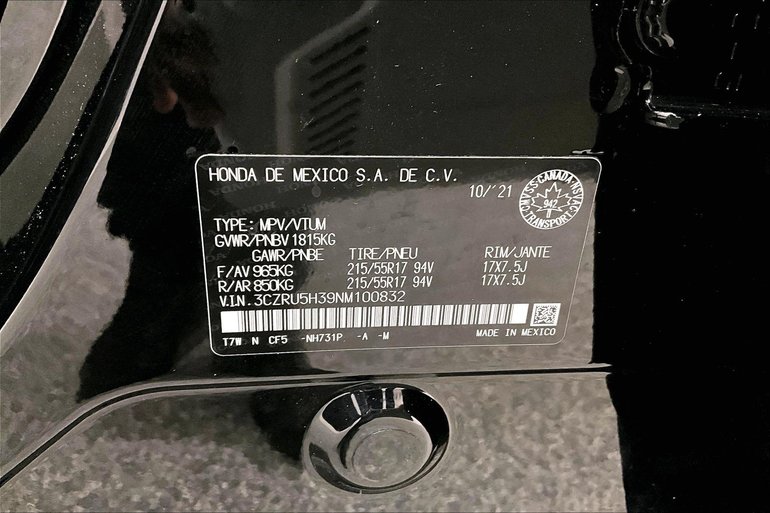 HONDA DE MEXICO S.A. DE C.V.
10/'21
CMVSS·CANADA·NSVAC
942
TRANSPORT
TYPE: MPV/VTUM
GVWR/PNBV 1815KG
GAWR/PNBE TIRE/PNEU RIM/JANTE
F/AV 965KG 215/55R17 94V 17X7.5J
R/AR 850KG 215/55R17 94V 17X7.5J
V.I.N. 3CZRU5H39NM100832
T7W N CF5 -NH731P -A -M MADE IN MEXICO